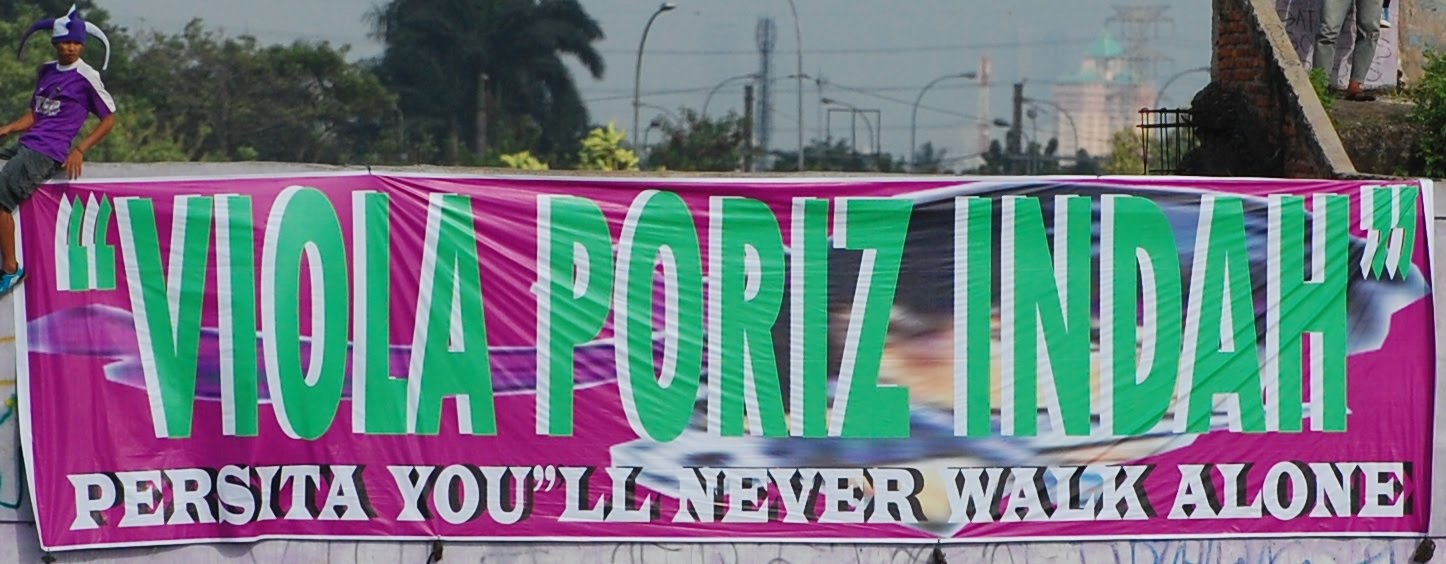 “VIOLA PORIZ INDAH”
PERSITA YOU”LL NEVER WALK ALONE